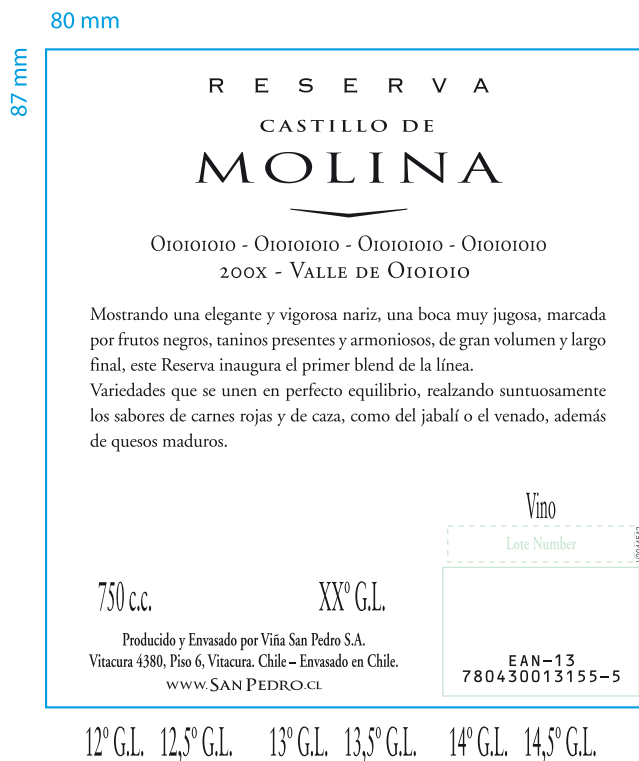 80 mm
87 mm
RESERVA
CASTILLO DE
MOLINA
OIOIOIOIO - OIOIOIOIO - OIOIOIOIO - OIOIOIOIO
200X - VALLE DE OIOIOIO
Mostrando una elegante y vigorosa nariz, una boca muy jugosa, marcada
por frutos negros, taninos presentes y armoniosos, de gran volumen y largo
final, este Reserva inaugura el primer blend de la línea.
Variedades que se unen en perfecto equilibrio, realzando suntuosamente
los sabores de carnes rojas y de caza, como del jabalí o el venado, además
de quesos maduros.
Vino
Lote Number
750 c.c.
XXº G.L.
Producido y Envasado por Viña San Pedro S.A.
Vitacura 4380, Piso 6, Vitacura. Chile – Envasado en Chile.
WWW.SAN PEDRO.CL
EAN-13
780430013155-5
12º G.L. 12,5º G.L. 13º G.L. 13,5º G.L. 14º G.L. 14,5º G.L.